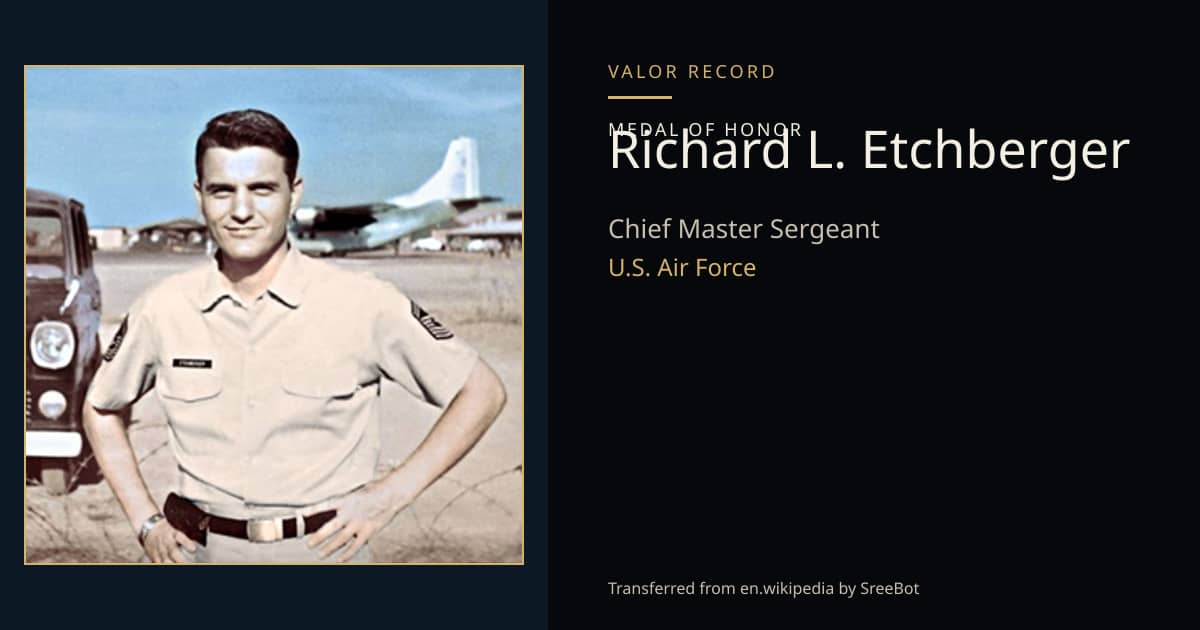 VALOR RECORD
MEDAL OF HONOR
Richard L. Etchberger
Chief Master Sergeant
U.S. Air Force
Transferred from en.wikipedia by SreeBot